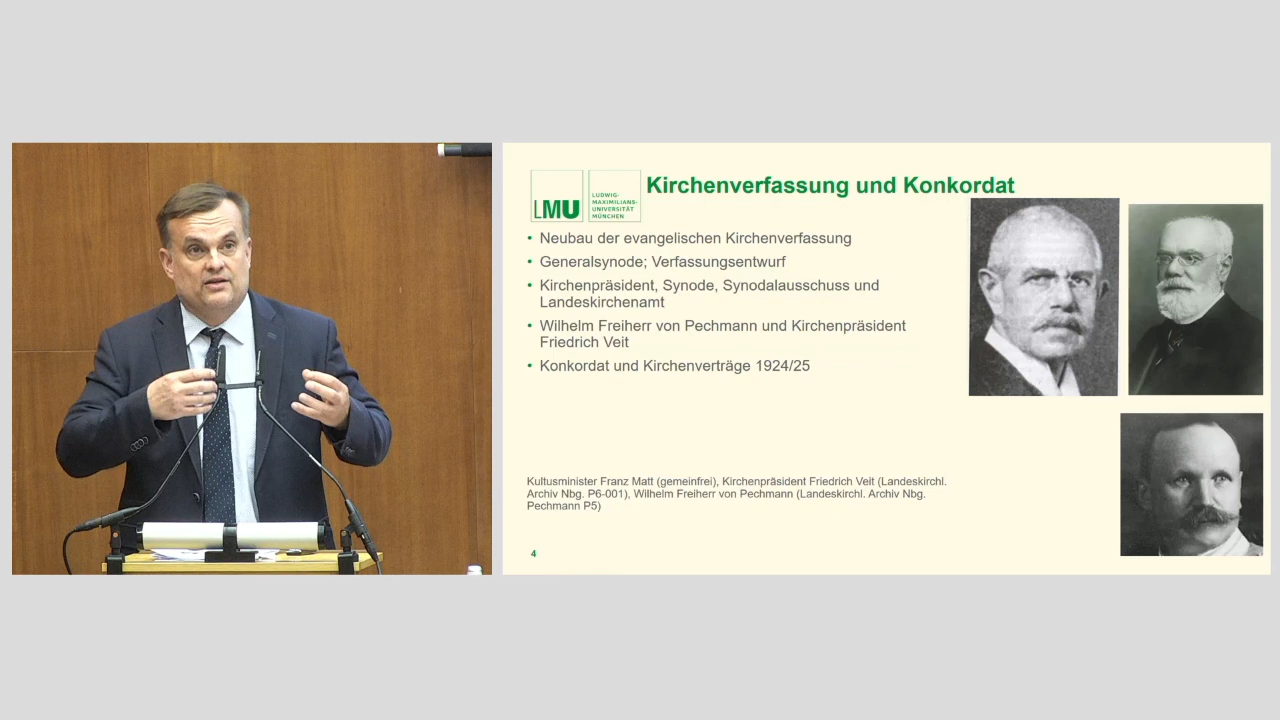 LMU
LUDWIG-
MAXIMILIANS-
UNIVERSITÄT
MÜNCHEN
Kirchenverfassung und Konkordat
• Neubau der evangelischen Kirchenverfassung
• Generalsynode; Verfassungsentwurf
• Kirchenpräsident, Synode, Synodalausschuss und
Landeskirchenamt
• Wilhelm Freiherr von Pechmann und Kirchenpräsident
Friedrich Veit
• Konkordat und Kirchenverträge 1924/25
Kultusminister Franz Matt (gemeinfrei), Kirchenpräsident Friedrich Veit (Landeskirchl.
Archiv Nbg. P6-001), Wilhelm Freiherr von Pechmann (Landeskirchl. Archiv Nbg.
Pechmann P5)
4